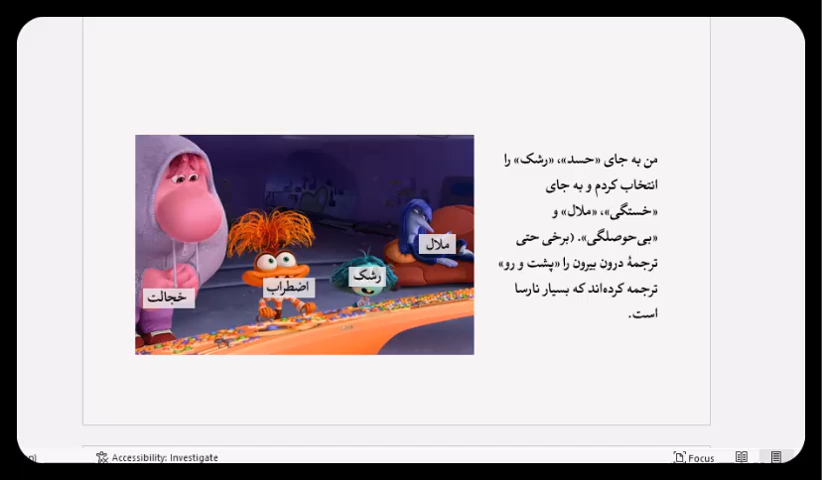 من به جای «حسد»، «رشک» را
انتخاب کردم و به جای
«خستگی»، «ملال» و
«بی‌حوصلگی». (برخی حتی
ترجمهٔ درون بیرون را «پشت و رو»
ترجمه کرده‌اند که بسیار نارسا
است.
ملال
رشک
اضطراب
خجالت
Accessibility: Investigate
Focus